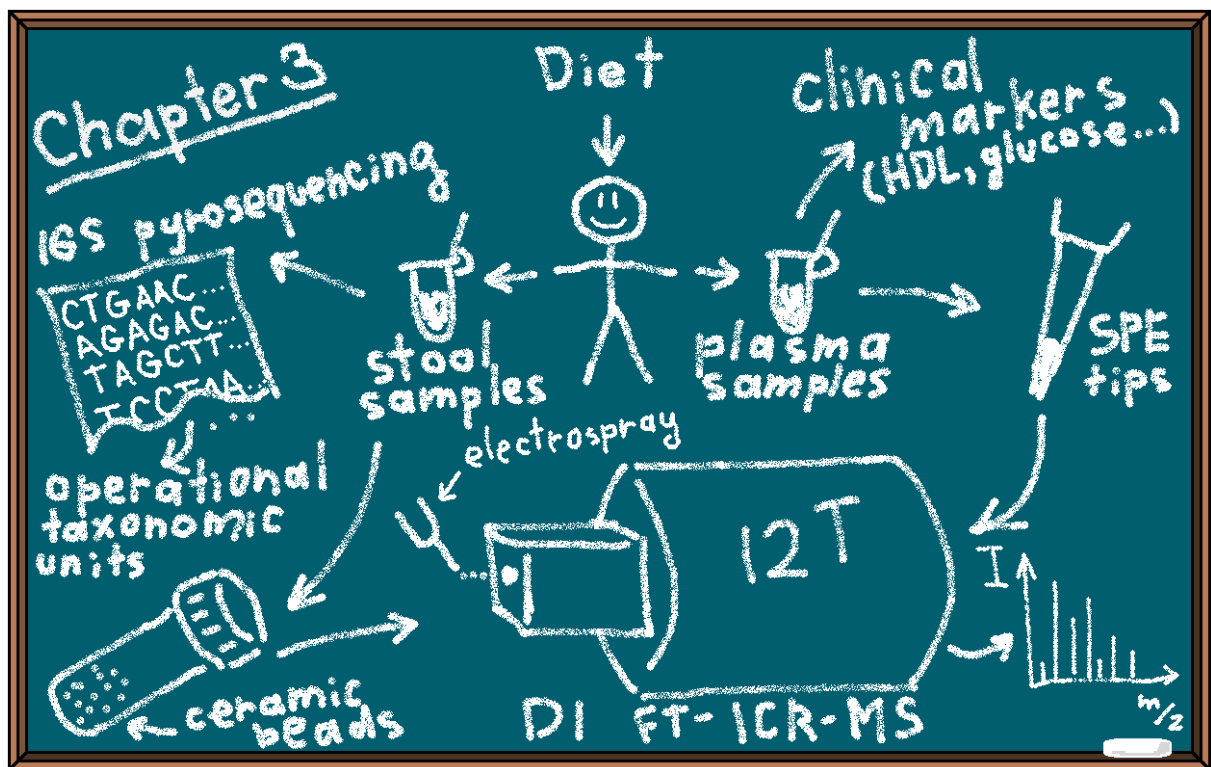 Chapter 3
Diet
clinical
markers
(HDL, glucose...)
16S pyrosequencing
CTGAAC...
AGAGAC...
TAGCTT...
TCCTAA...
...
stool
samples
plasma
samples
SPE
tips
electrospray
operational
taxonomic
units
12T
I
m/z
ceramic
beads
DI FT-ICR-MS